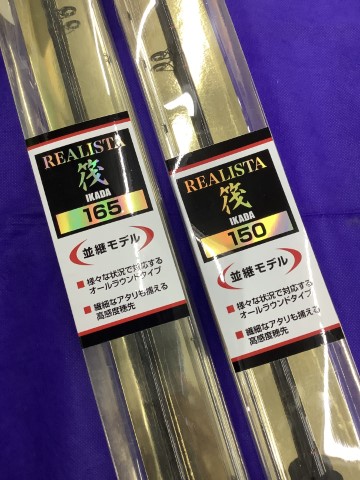 REALISTA
筏
IKADA
165
並継モデル
■ 様々な状況で対応する
オールラウンドタイプ
■ 繊細なアタリも捕える
高感度穂先
REALISTA
筏
IKADA
150
並継モデル
■ 様々な状況で対応する
オールラウンドタイプ
■ 繊細なアタリも捕える
高感度穂先